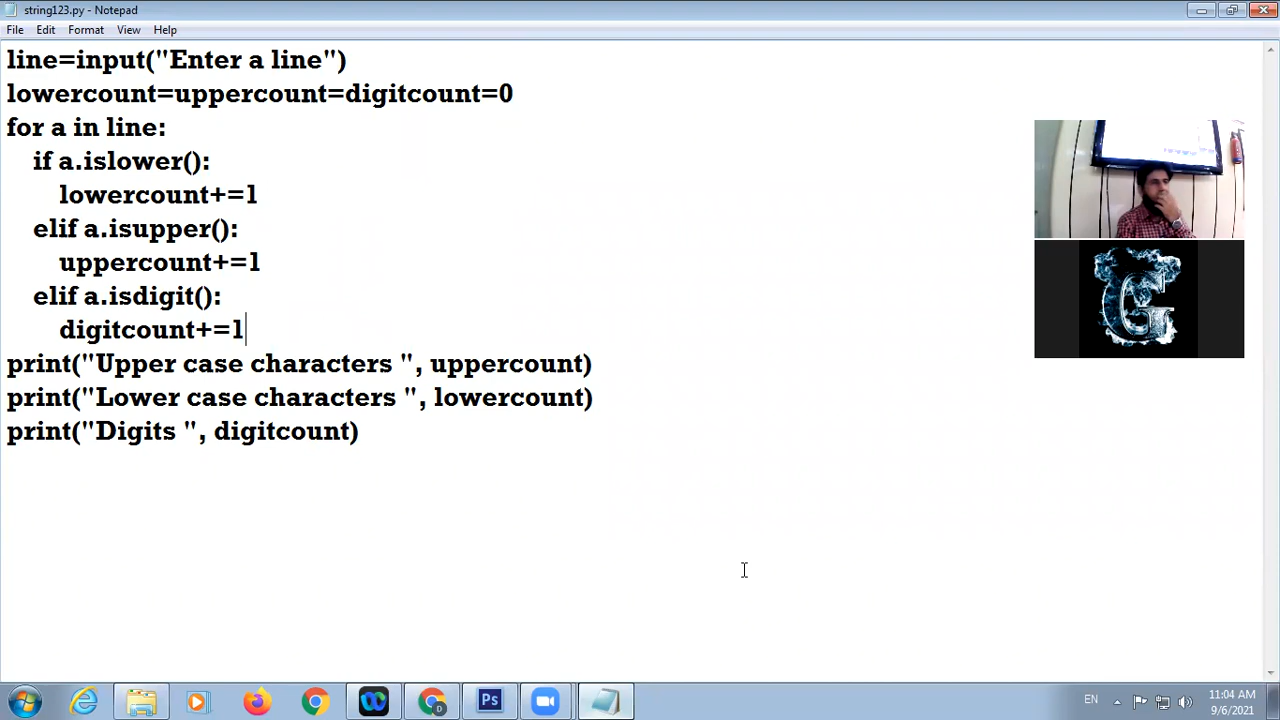 string123.py - Notepad
File Edit Format View Help
line=input("Enter a line")
lowercount=uppercount=digitcount=0
for a in line:
    if a.islower():
        lowercount+=1
    elif a.isupper():
        uppercount+=1
    elif a.isdigit():
        digitcount+=1
print("Upper case characters ", uppercount)
print("Lower case characters ", lowercount)
print("Digits ", digitcount)
G
Ps
D
EN
11:04 AM
9/6/2021